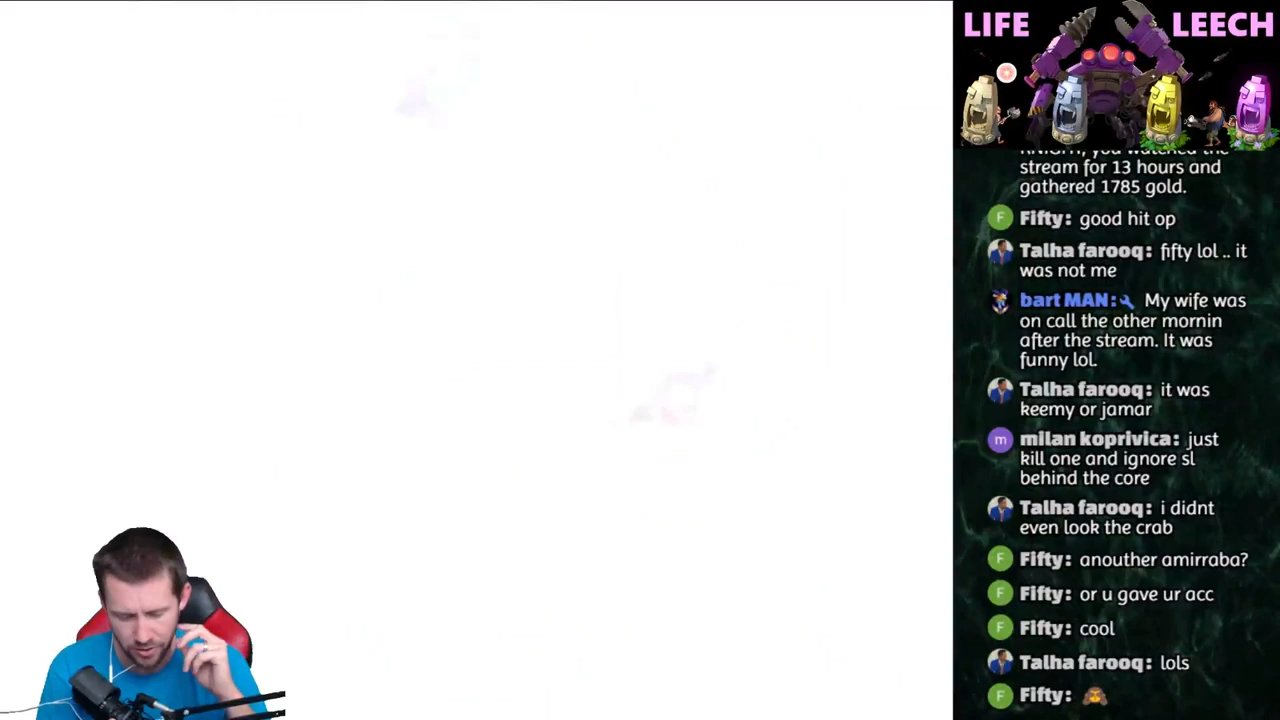 LIFE LEECH
KNIGHT, you watched the
stream for 13 hours and
gathered 1785 gold.
F Fifty: good hit op
Talha farooq: fifty lol .. it
was not me
bart MAN: My wife was
on call the other mornin
after the stream. It was
funny lol.
Talha farooq: it was
keemy or jamar
m milan koprivica: just
kill one and ignore sl
behind the core
Talha farooq: i didnt
even look the crab
F Fifty: anouther amirraba?
F Fifty: or u gave ur acc
F Fifty: cool
Talha farooq: lols
F Fifty: